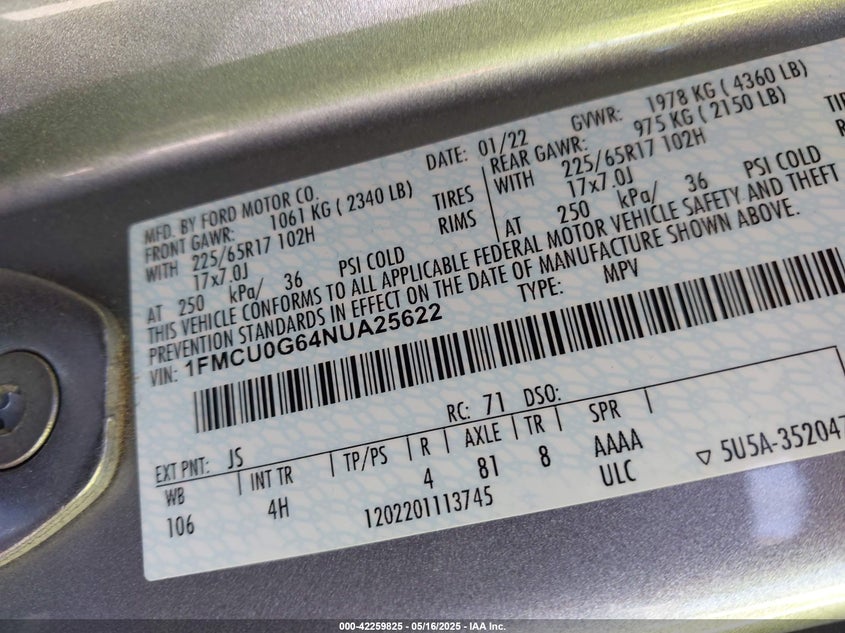 MFD. BY FORD MOTOR CO.
DATE: 01/22 GVWR: 1978 KG ( 4360 LB)
FRONT GAWR: 1061 KG ( 2340 LB) REAR GAWR: 975 KG ( 2150 LB)
WITH 225/65R17 102H TIRES WITH 225/65R17 102H
17x7.0J RIMS 17x7.0J
AT 250 kPa/ 36 PSI COLD AT 250 kPa/ 36 PSI COLD
THIS VEHICLE CONFORMS TO ALL APPLICABLE FEDERAL MOTOR VEHICLE SAFETY AND THEFT
PREVENTION STANDARDS IN EFFECT ON THE DATE OF MANUFACTURE SHOWN ABOVE.
VIN: 1FMCU0G64NUA25622 TYPE: MPV
RC: 71 DSO:
EXT PNT: JS
WB INT TR TP/PS R AXLE TR SPR
106 4H 4 81 8 AAAA
1202201113745 ULC
5U5A-352047
000-42259825 - 05/16/2025 - IAA Inc.